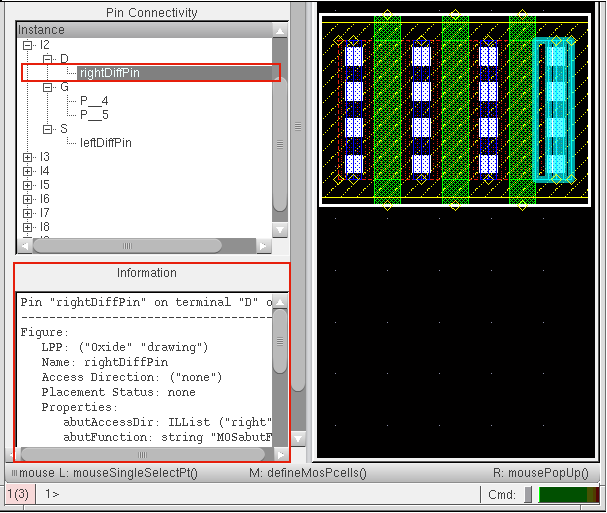 Pin Connectivity
Instance
I2
D
rightDiffPin
G
P__4
P__5
S
leftDiffPin
I3
I4
I5
I6
I7
I8
Information
Pin "rightDiffPin" on terminal "D" o
------------------------------------
Figure:
LPP: ("Oxide" "drawing")
Name: rightDiffPin
Access Direction: ("none")
Placement Status: none
Properties:
abutAccessDir: ILList ("right"
abutFunction: string "MOSabutF
mouse L: mouseSingleSelectPt()
M: defineMosPcells()
R: mousePopUp()
1(3)
1>
Cmd: